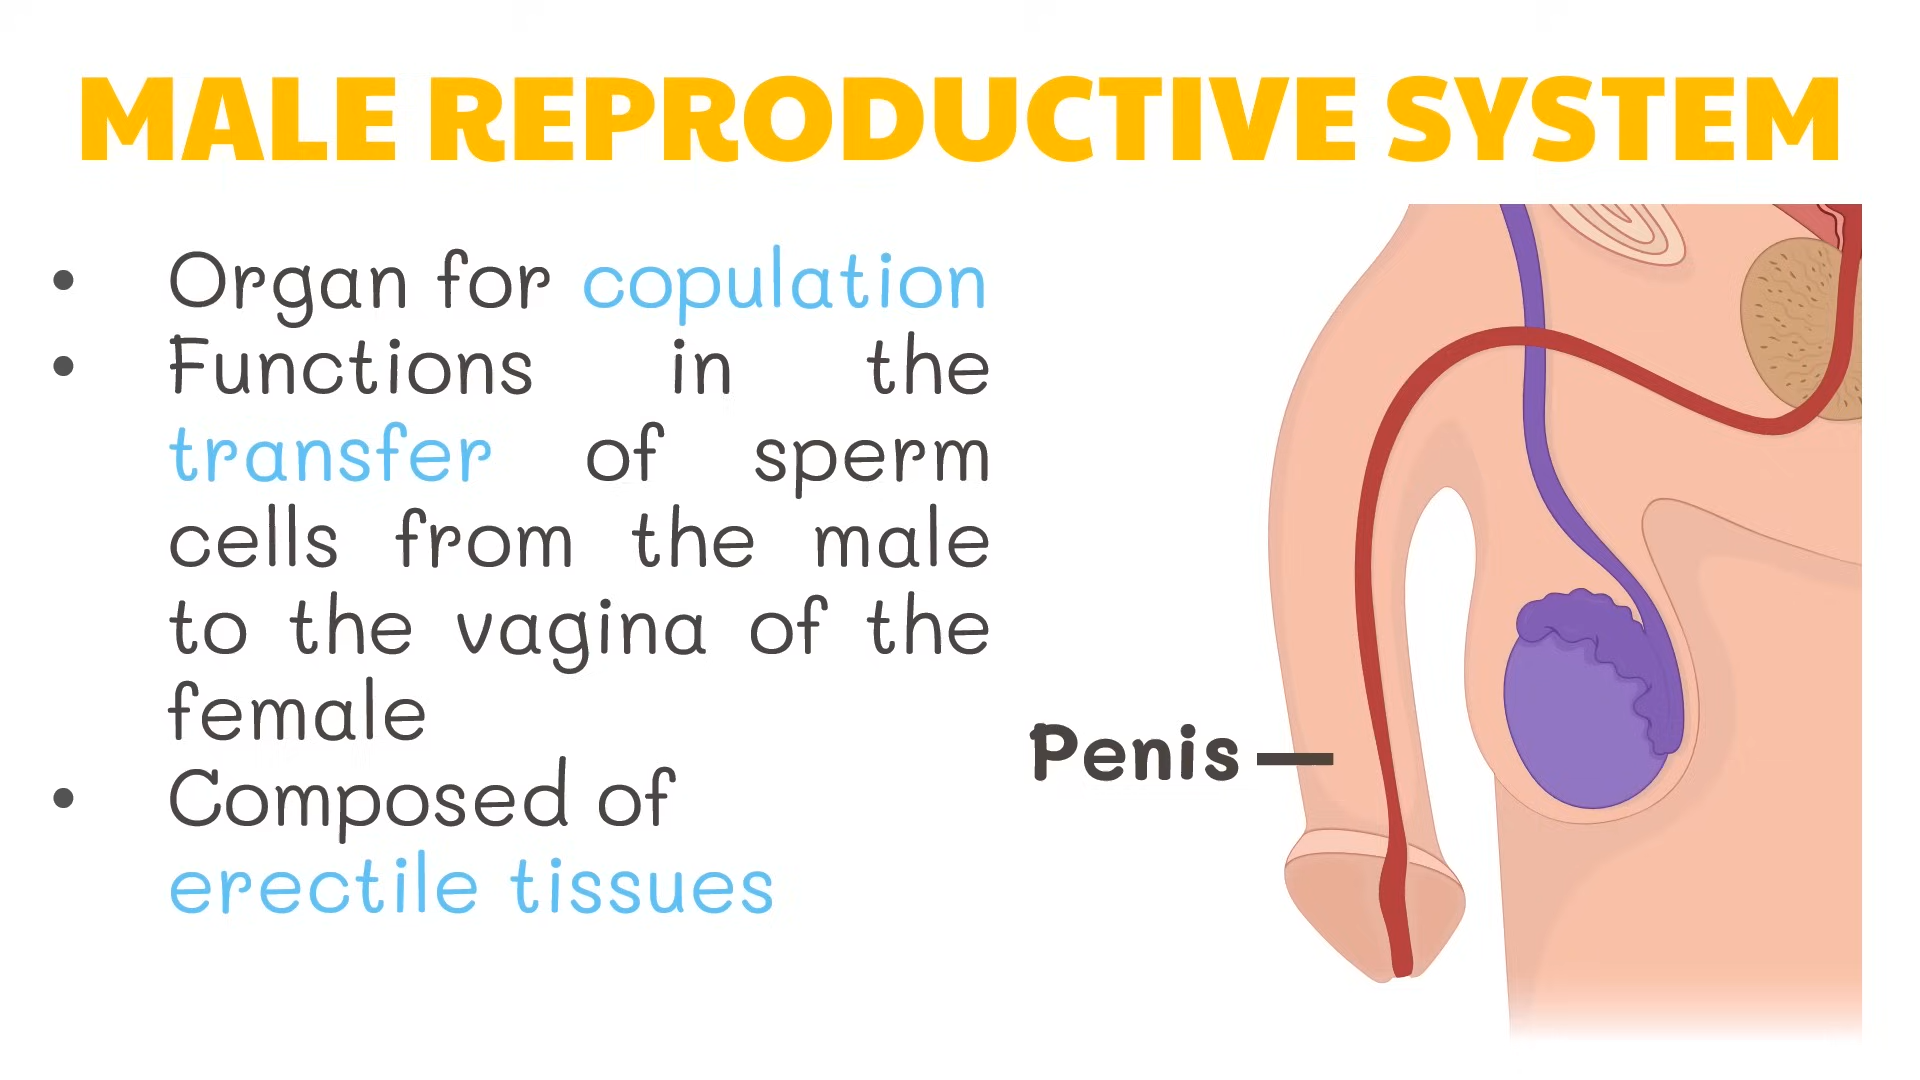 MALE REPRODUCTIVE SYSTEM
• Organ for copulation
• Functions in the
transfer of sperm
cells from the male
to the vagina of the
female
• Composed of
erectile tissues
Penis